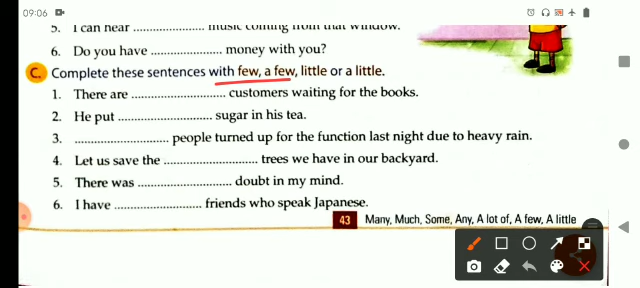 09:06
5. I can hear ........................ music coming from that window.
6. Do you have ........................ money with you?
C. Complete these sentences with few, a few, little or a little.
1. There are ........................ customers waiting for the books.
2. He put ........................ sugar in his tea.
3. ........................ people turned up for the function last night due to heavy rain.
4. Let us save the ........................ trees we have in our backyard.
5. There was ........................ doubt in my mind.
6. I have ........................ friends who speak Japanese.
43 Many, Much, Some, Any, A lot of, A few, A little